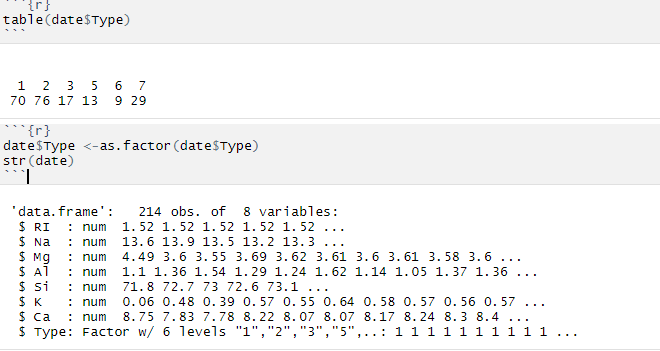 ```{r}
table(date$Type)
```
1 2 3 5 6 7
70 76 17 13 9 29
```{r}
date$Type <-as.factor(date$Type)
str(date)
```
'data.frame': 214 obs. of 8 variables:
$ RI : num 1.52 1.52 1.52 1.52 1.52 ...
$ Na : num 13.6 13.9 13.5 13.2 13.3 ...
$ Mg : num 4.49 3.6 3.55 3.69 3.62 3.61 3.6 3.61 3.58 3.6 ...
$ Al : num 1.1 1.36 1.54 1.29 1.24 1.62 1.14 1.05 1.37 1.36 ...
$ Si : num 71.8 72.7 73 72.6 73.1 ...
$ K : num 0.06 0.48 0.39 0.57 0.55 0.64 0.58 0.57 0.56 0.57 ...
$ Ca : num 8.75 7.83 7.78 8.22 8.07 8.07 8.17 8.24 8.3 8.4 ...
$ Type: Factor w/ 6 levels "1","2","3","5",..: 1 1 1 1 1 1 1 1 1 1 ...